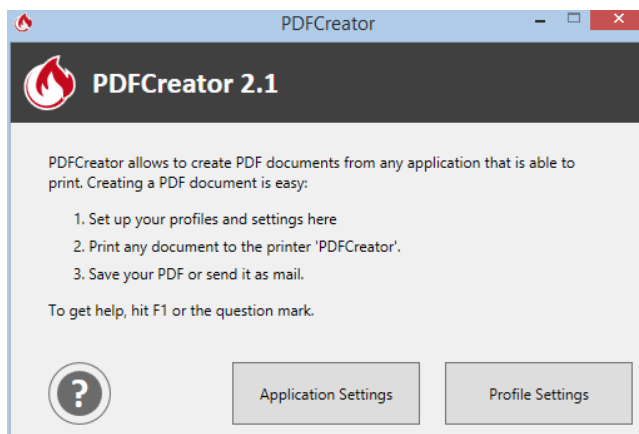 PDFCreator
PDFCreator 2.1
PDFCreator allows to create PDF documents from any application that is able to
print. Creating a PDF document is easy:
1. Set up your profiles and settings here
2. Print any document to the printer 'PDFCreator'.
3. Save your PDF or send it as mail.
To get help, hit F1 or the question mark.
?
Application Settings
Profile Settings